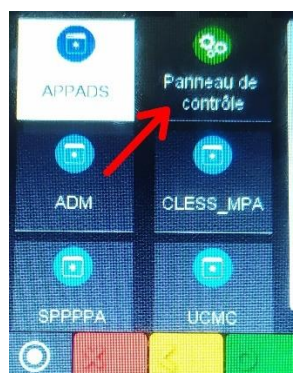 APPADS
Panneau de
contrôle
ADM
CLESS_MPA
SPPPPA
UCMC